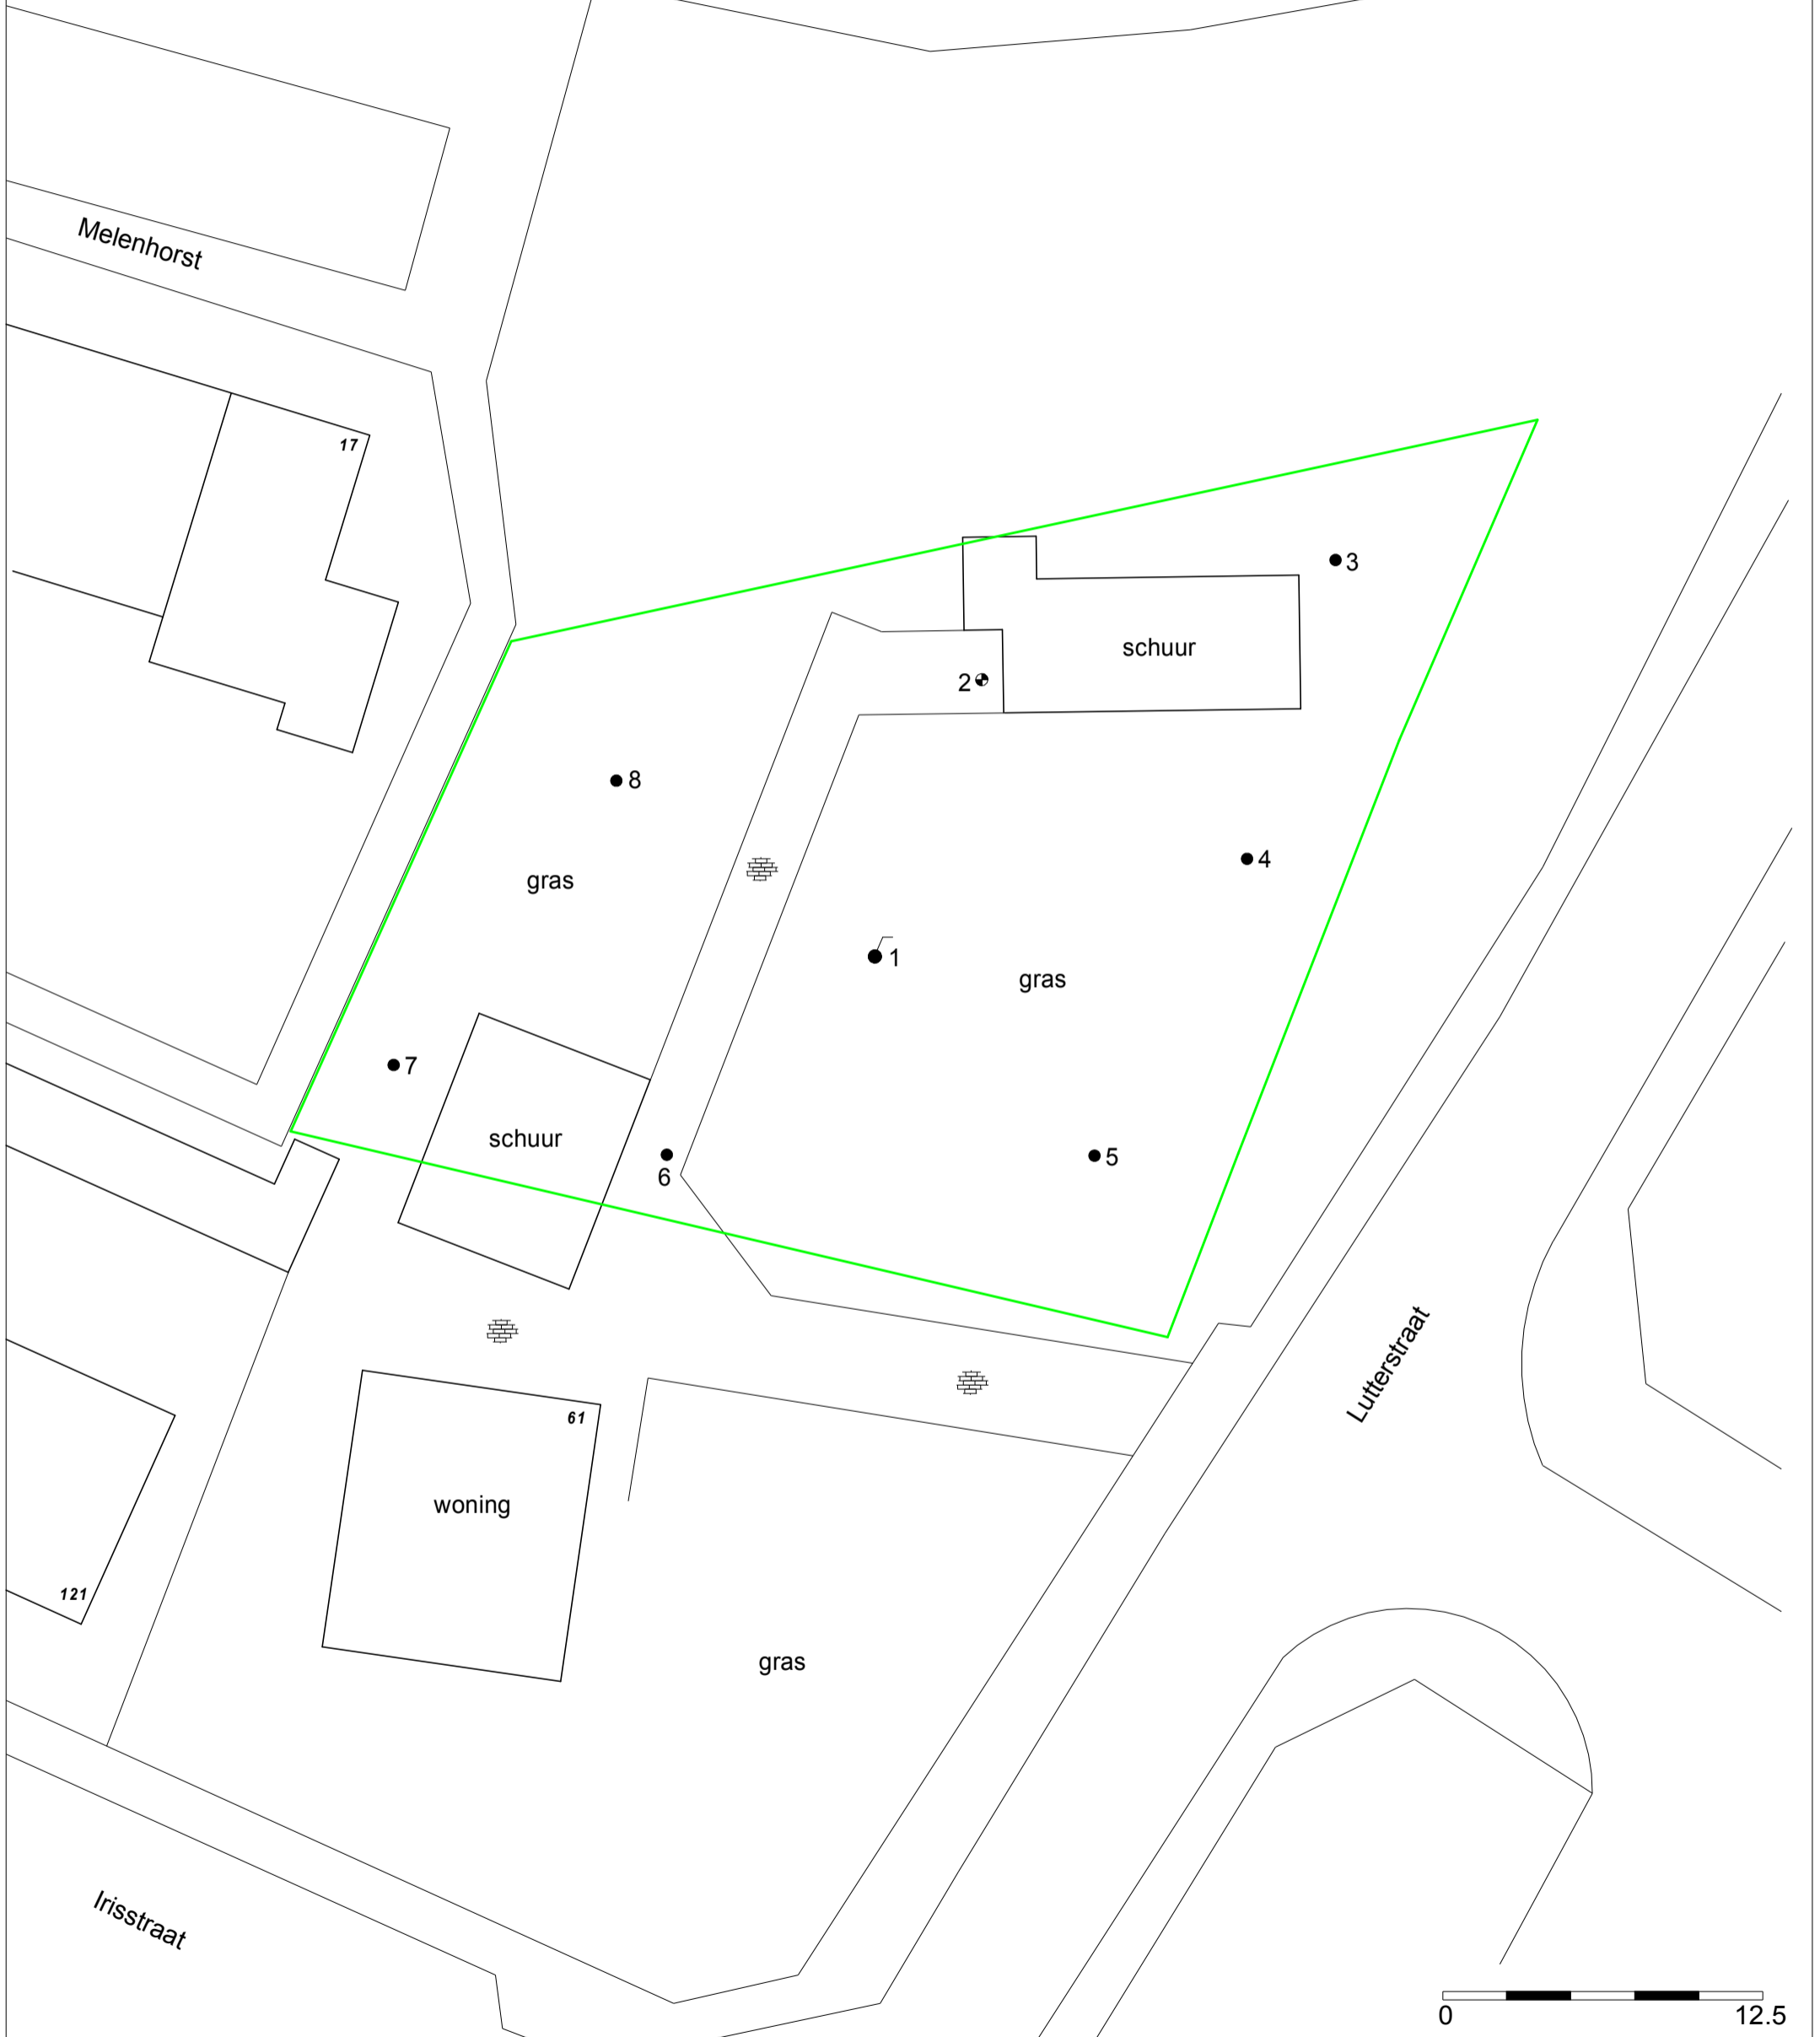 Melenhorst
17
3
schuur
2
8
4
gras
1
gras
7
schuur
5
6
Lutterstraat
61
woning
121
gras
Irisstraat
0 12.5